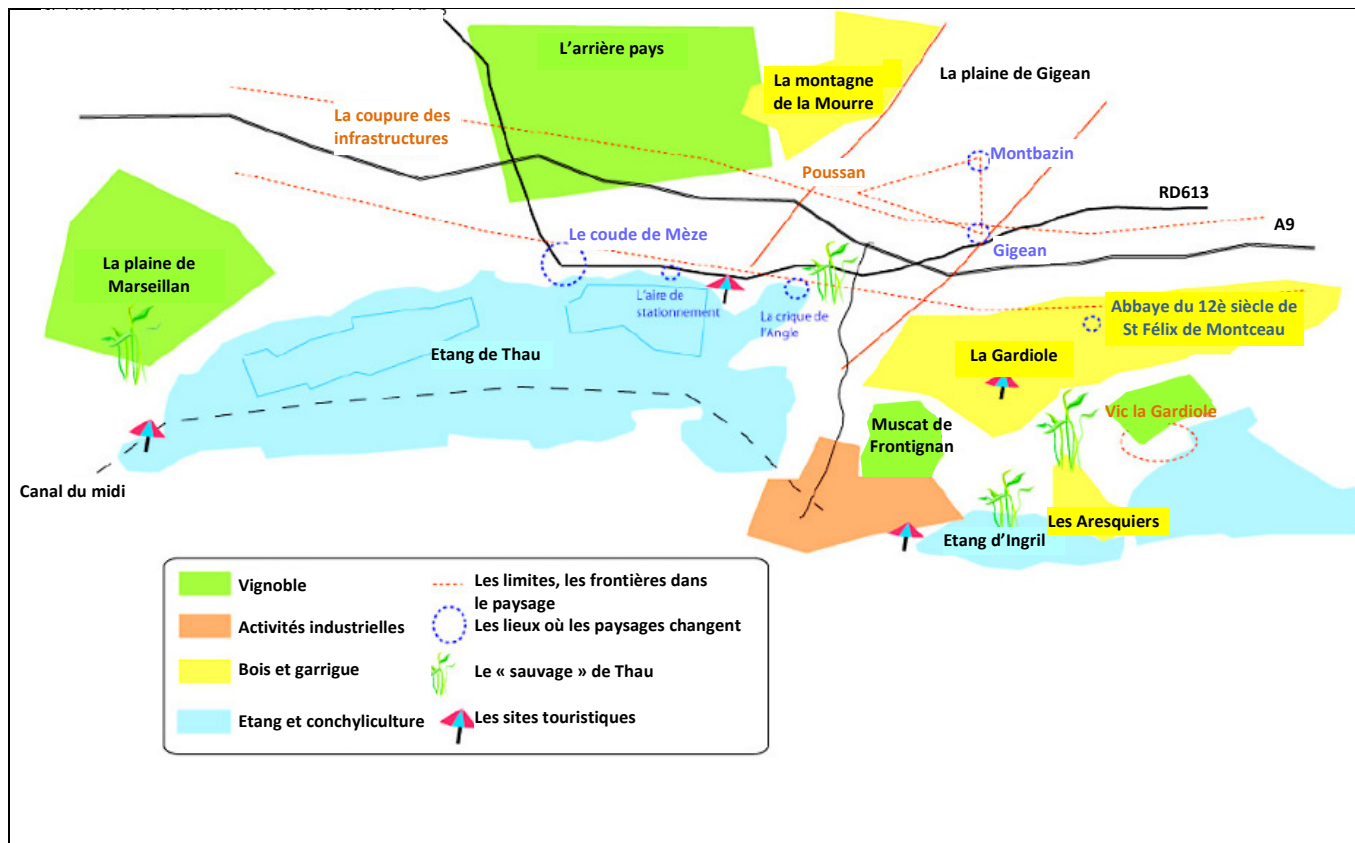 L'arrière pays
La montagne
de la Mourre
La plaine de Gigean
La coupure des
infrastructures
Montbazin
Poussan
RD613
A9
Le coude de Mèze
Gigean
La plaine de
Marseillan
L'aire de
stationnement
La crique de
l'Angle
Abbaye du 12è siècle de
St Félix de Montceau
Etang de Thau
La Gardiole
Muscat de
Frontignan
Vic la Gardiole
Canal du midi
Les Aresquiers
Etang d'Ingril
Vignoble
Activités industrielles
Bois et garrigue
Etang et conchyliculture
Les limites, les frontières dans
le paysage
Les lieux où les paysages changent
Le « sauvage » de Thau
Les sites touristiques